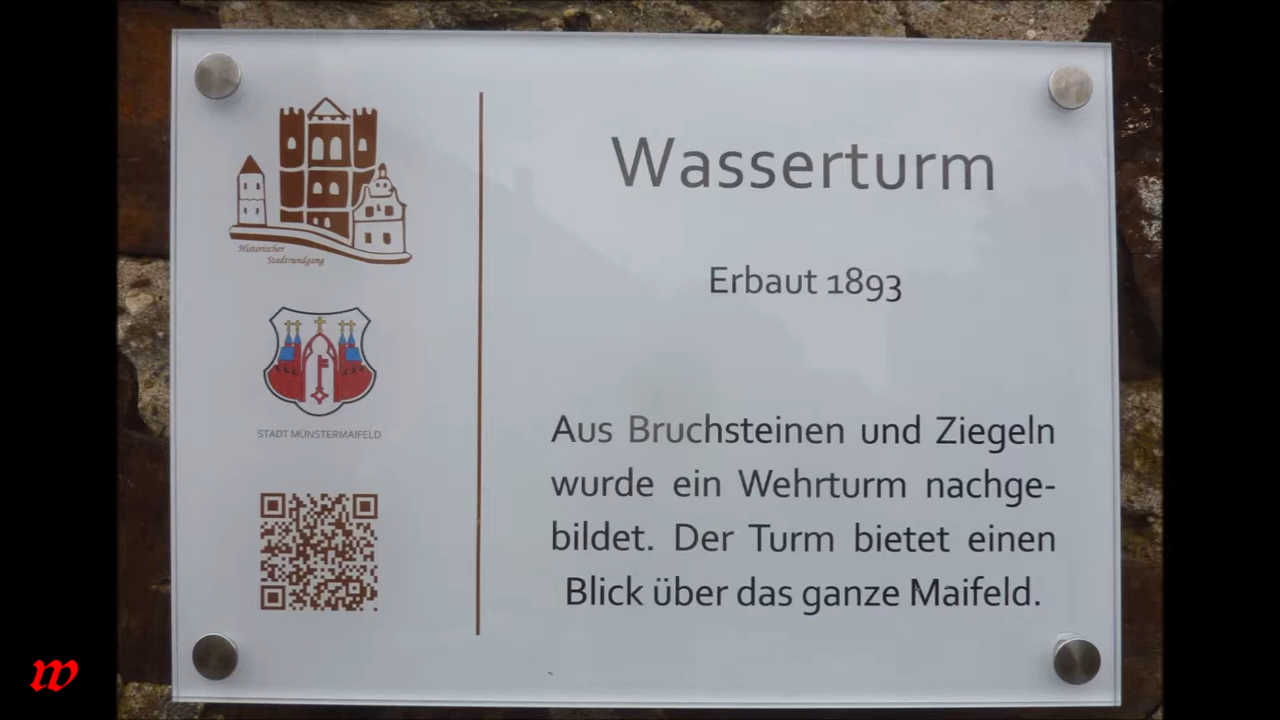 Historischer
Stadtrundgang
STADT MÜNSTERMAIFELD
Wasserturm
Erbaut 1893
Aus Bruchsteinen und Ziegeln
wurde ein Wehrturm nachge-
bildet. Der Turm bietet einen
Blick über das ganze Maifeld.
w